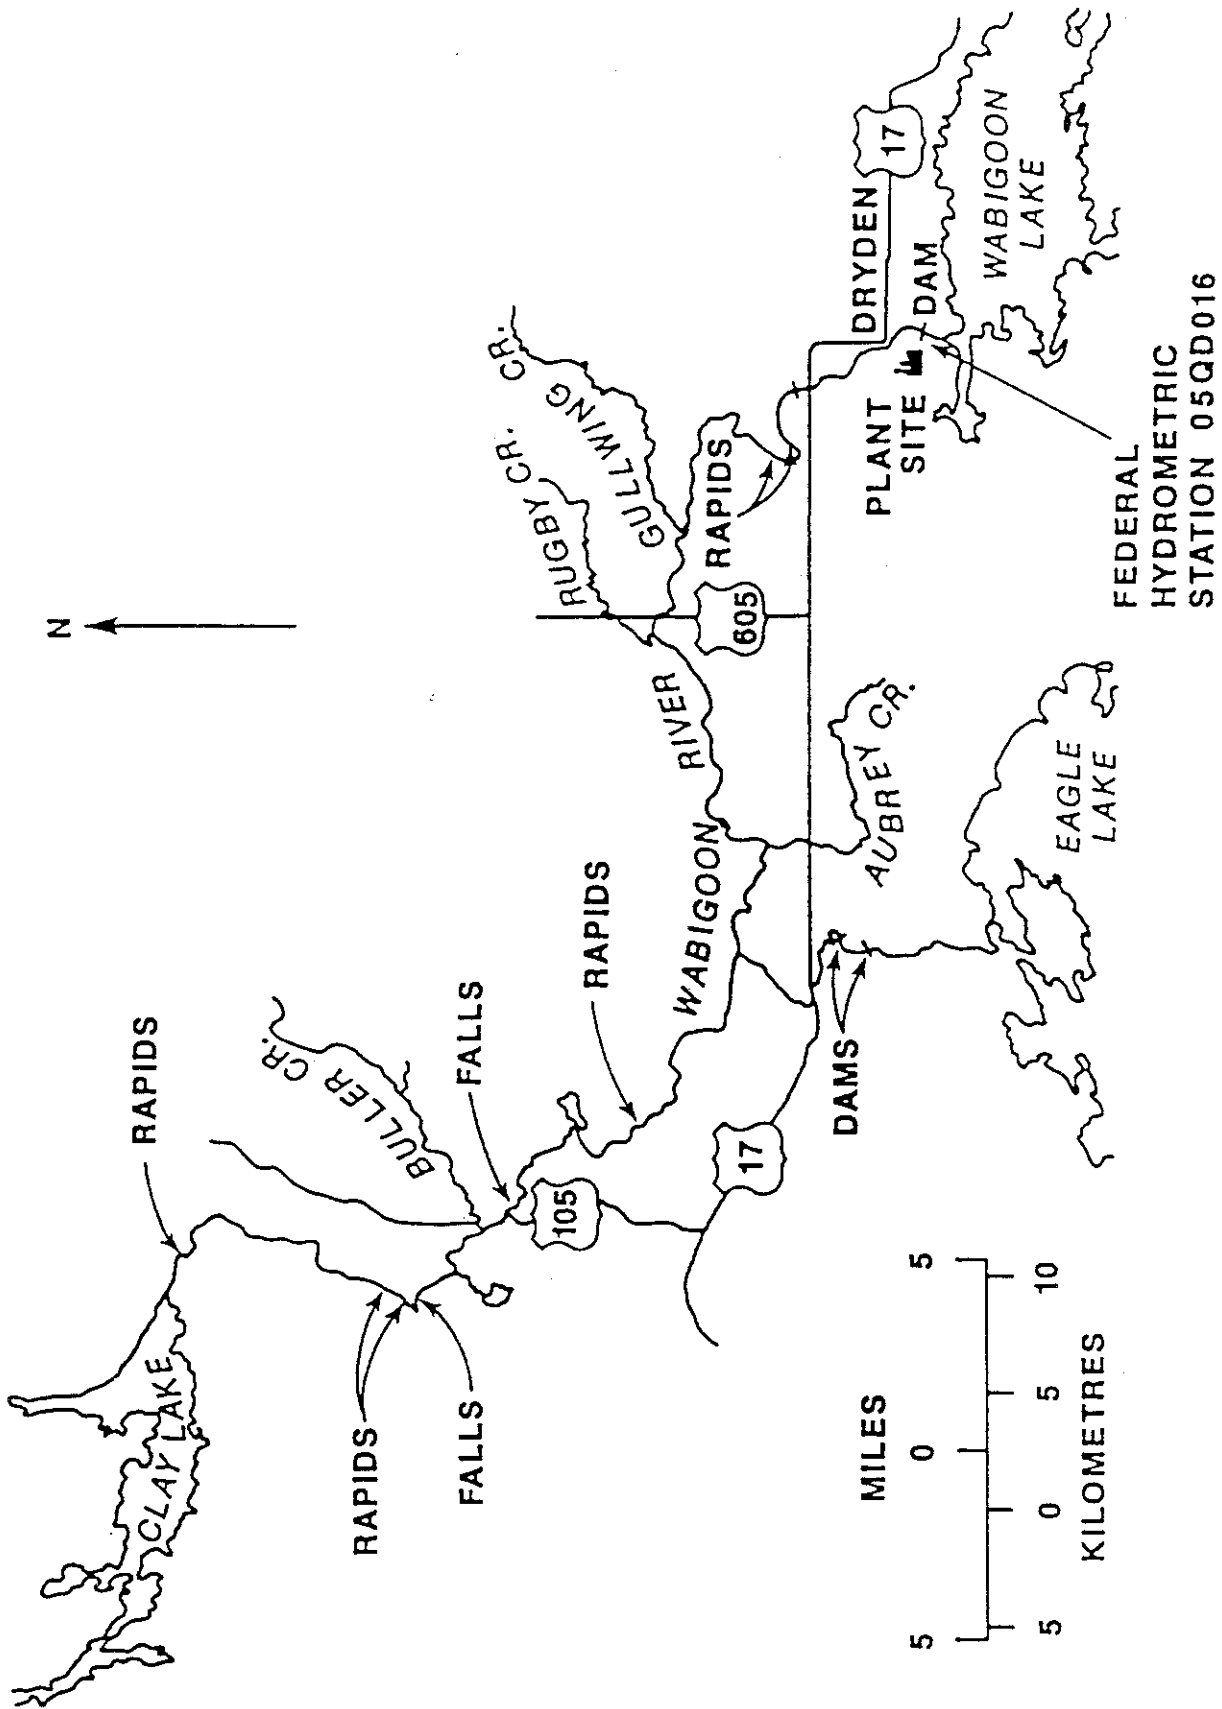 N
RAPIDS
CLAY LAKE
BULLER CR.
FALLS
RAPIDS
RAPIDS
FALLS
105
17
WABIGOON
RIVER
RUGBY CR.
GULLWING CR.
RAPIDS
605
DRYDEN
17
PLANT
SITE
DAM
WABIGOON
LAKE
AUBREY CR.
DAMS
EAGLE
LAKE
FEDERAL
HYDROMETRIC
STATION 05QD016
MILES
5 0 5
5 0 5 10
KILOMETRES